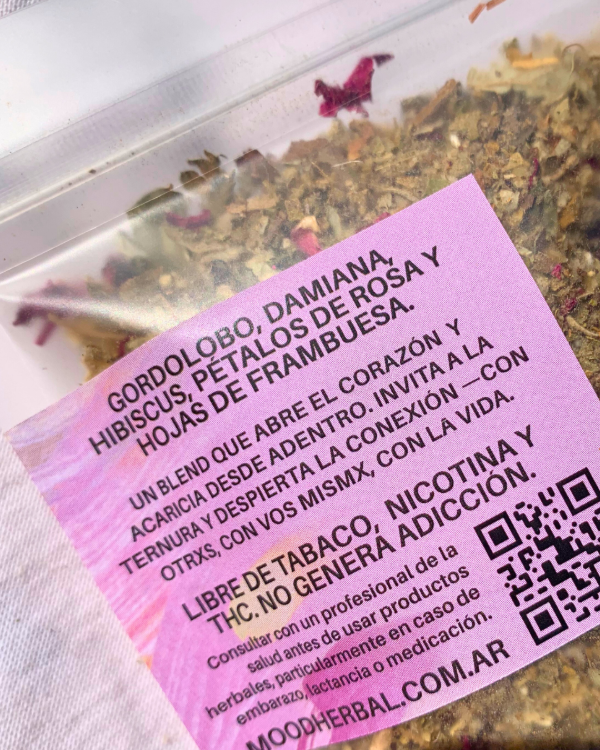 GORDOLOBO, DAMIANA,
HIBISCUS, PÉTALOS DE ROSA Y
HOJAS DE FRAMBUESA.
UN BLEND QUE ABRE EL CORAZÓN Y
ACARICIA DESDE ADENTRO. INVITA A LA
TERNURA Y DESPIERTA LA CONEXIÓN —CON
OTRXS, CON VOS MISMX, CON LA VIDA.
LIBRE DE TABACO, NICOTINA Y
THC. NO GENERA ADICCIÓN.
Consultar con un profesional de la
salud antes de usar productos
herbales, particularmente en caso de
embarazo, lactancia o medicación.
MOODHERBAL.COM.AR